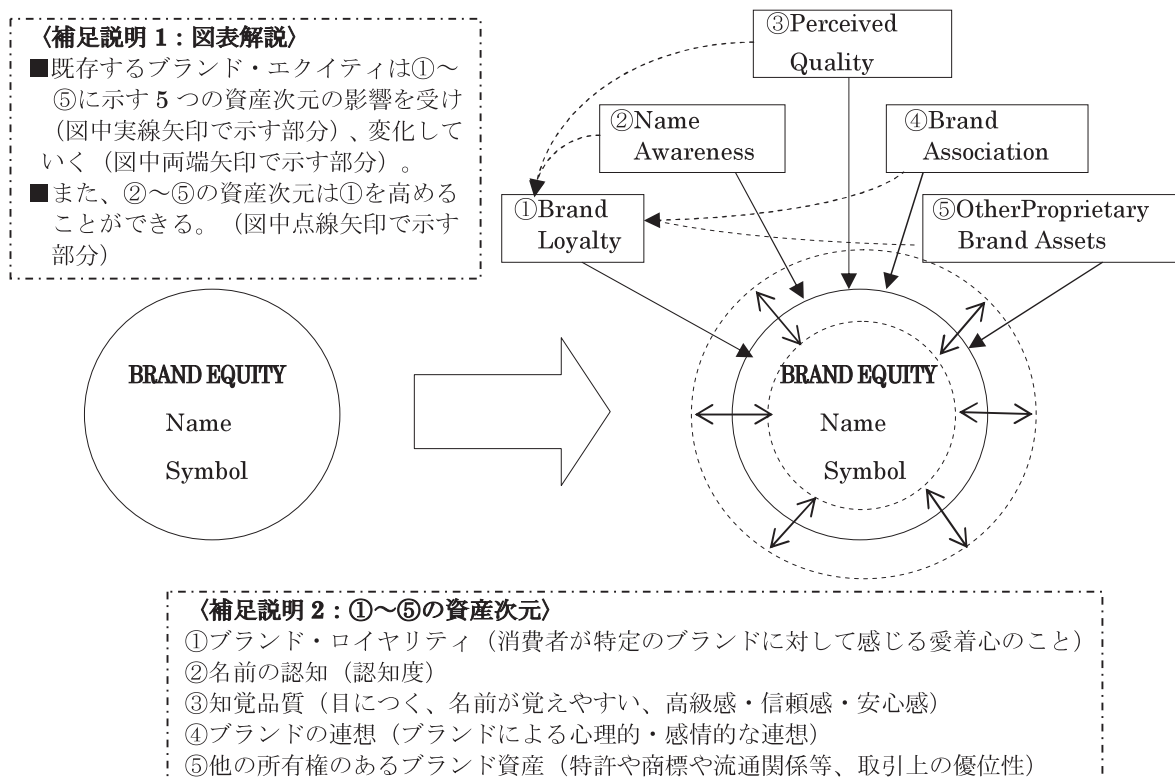 〈補足説明 1：図表解説〉
■既存するブランド・エクイティは①～
⑤に示す 5 つの資産次元の影響を受け
（図中実線矢印で示す部分）、変化して
いく（図中両端矢印で示す部分）。
■また、②～⑤の資産次元は①を高める
ことができる。（図中点線矢印で示す
部分）
③Perceived
Quality
②Name
Awareness
④Brand
Association
①Brand
Loyalty
⑤OtherProprietary
Brand Assets
BRAND EQUITY
Name
Symbol
BRAND EQUITY
Name
Symbol
〈補足説明 2：①～⑤の資産次元〉
①ブランド・ロイヤリティ（消費者が特定のブランドに対して感じる愛着心のこと）
②名前の認知（認知度）
③知覚品質（目につく、名前が覚えやすい、高級感・信頼感・安心感）
④ブランドの連想（ブランドによる心理的・感情的な連想）
⑤他の所有権のあるブランド資産（特許や商標や流通関係等、取引上の優位性）